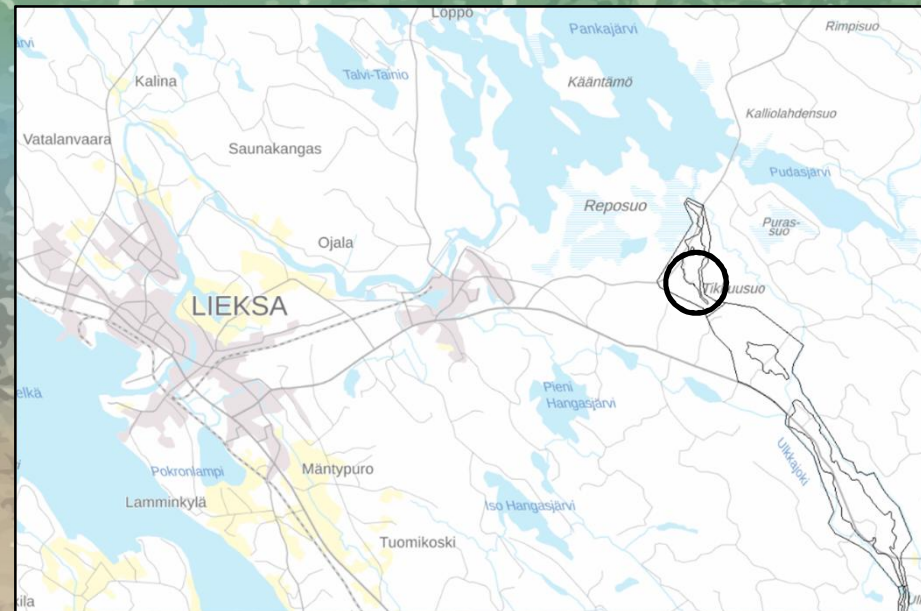 Loppo
Pankajärvi
Rimpisuo
Talvi-Tainio
Kalina
Kääntämö
Kalliolahdensuo
Vatalanvaara
Saunakangas
Pudasjärvi
Reposuo
Puras-
suo
Ojala
LIEKSA
Pieni
Hangasjärvi
Ulkkajoki
Mäntypuro
Pokronlampi
Lamminkylä
Iso Hangasjärvi
Tuomikoski